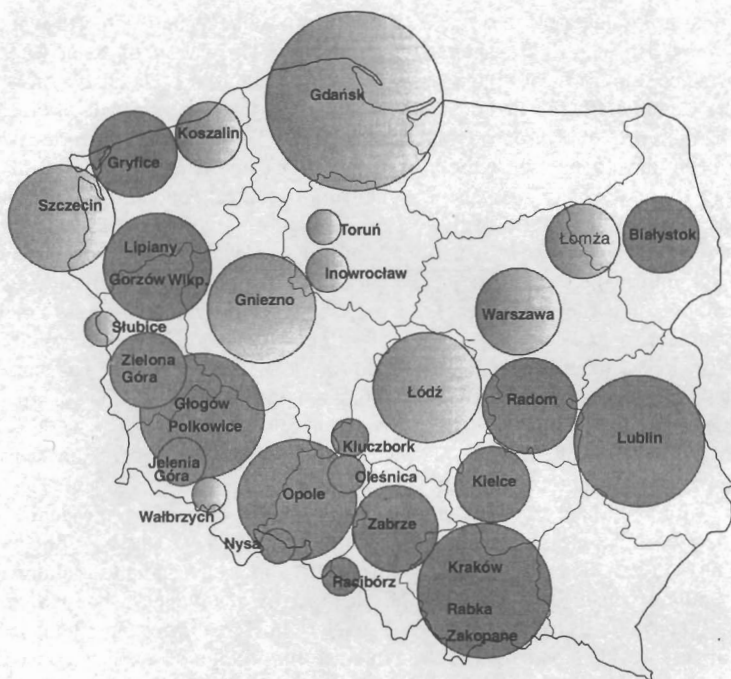 Gdańsk
Koszalin
Gryfice
Szczecin
Toruń
Łomża
Białystok
Lipiany
Gorzów Wlkp.
Inowrocław
Gniezno
Warszawa
Słubice
Zielona
Góra
Łódź
Radom
Głogów
Polkowice
Lublin
Kluczbork
Jelenia
Góra
Oleśnica
Kielce
Opole
Wałbrzych
Zabrze
Nysa
Racibórz
Kraków
Rabka
Zakopane